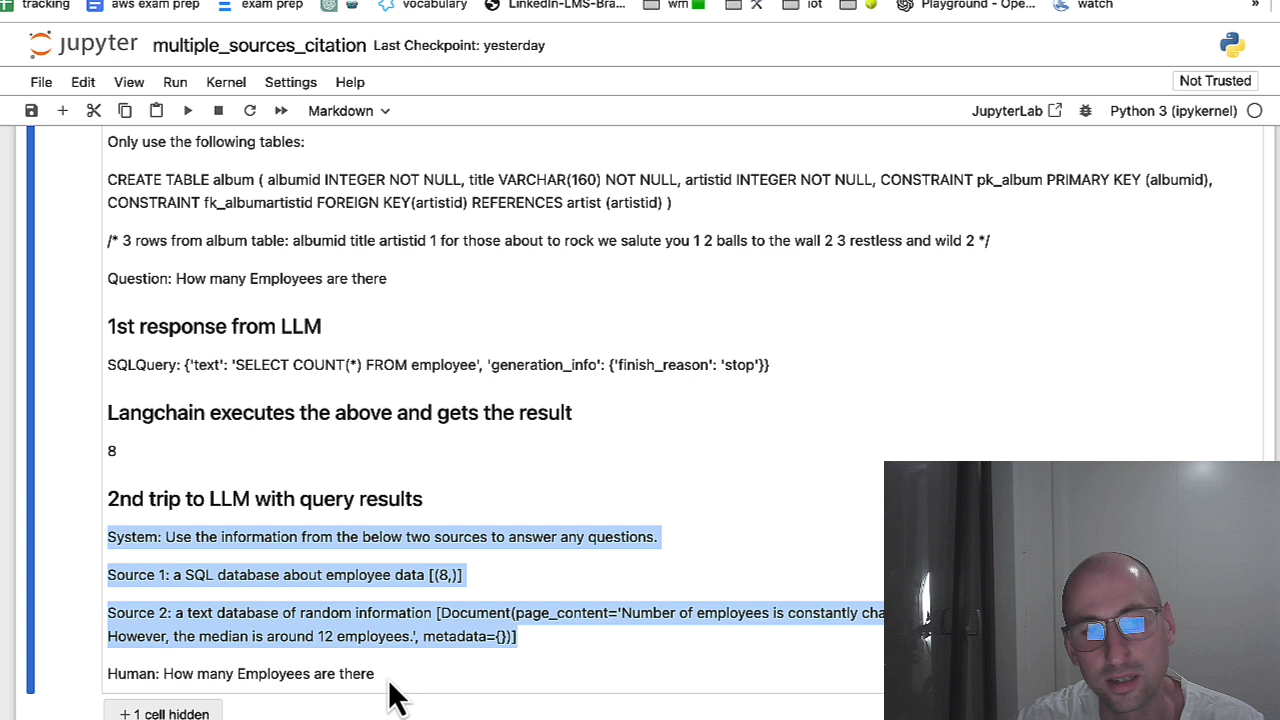 tracking aws exam prep exam prep vocabulary LinkedIn-LMS-Bra... wm iot Playground - Ope... watch »
jupyter multiple_sources_citation Last Checkpoint: yesterday
File Edit View Run Kernel Settings Help Not Trusted
Markdown JupyterLab Python 3 (ipykernel)
Only use the following tables:
CREATE TABLE album ( albumid INTEGER NOT NULL, title VARCHAR(160) NOT NULL, artistid INTEGER NOT NULL, CONSTRAINT pk_album PRIMARY KEY (albumid),
CONSTRAINT fk_albumartistid FOREIGN KEY(artistid) REFERENCES artist (artistid) )
/* 3 rows from album table: albumid title artistid 1 for those about to rock we salute you 1 2 balls to the wall 2 3 restless and wild 2 */
Question: How many Employees are there
1st response from LLM
SQLQuery: {'text': 'SELECT COUNT(*) FROM employee', 'generation_info': {'finish_reason': 'stop'}}
Langchain executes the above and gets the result
8
2nd trip to LLM with query results
System: Use the information from the below two sources to answer any questions.
Source 1: a SQL database about employee data [(8,)]
Source 2: a text database of random information [Document(page_content='Number of employees is constantly cha
However, the median is around 12 employees.', metadata={})]
Human: How many Employees are there
+ 1 cell hidden